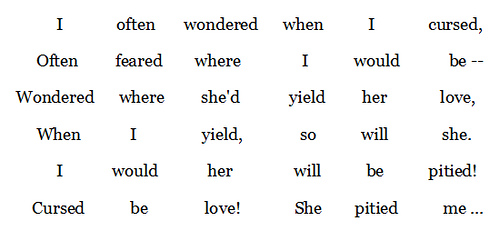 I often wondered when I cursed,
Often feared where I would be --
Wondered where she'd yield her love,
When I yield, so will she.
I would her will be pitied!
Cursed be love! She pitied me ...